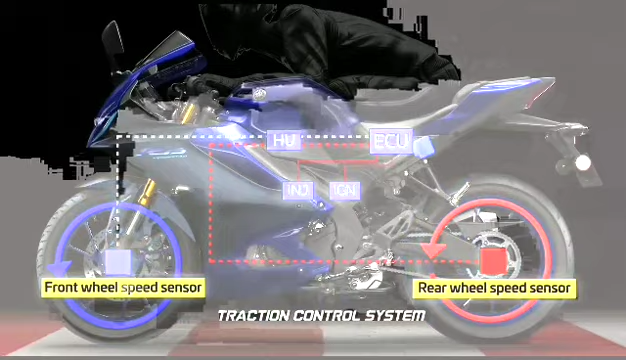 HU
ECU
INJ
IGN
Front wheel speed sensor
Rear wheel speed sensor
TRACTION CONTROL SYSTEM